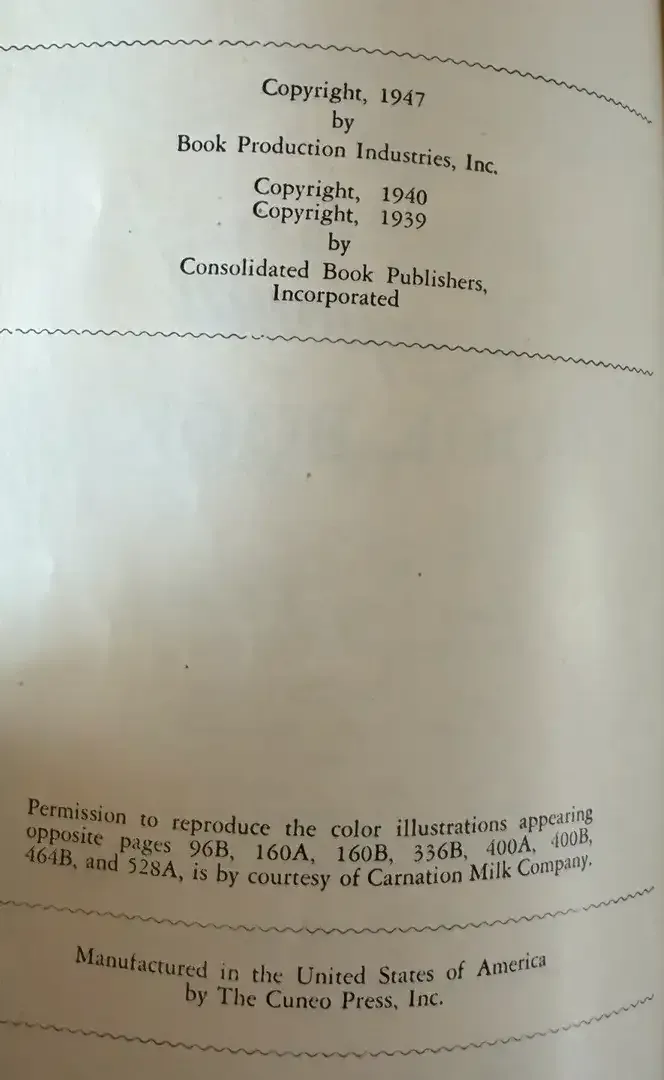 Copyright, 1947
by
Book Production Industries, Inc.
Copyright, 1940
Copyright, 1939
by
Consolidated Book Publishers,
Incorporated
Permission to reproduce the color illustrations appearing
opposite pages 96B, 160A, 160B, 336B, 400A, 400B,
464B, and 528A, is by courtesy of Carnation Milk Company.
Manufactured in the United States of America
by The Cuneo Press, Inc.